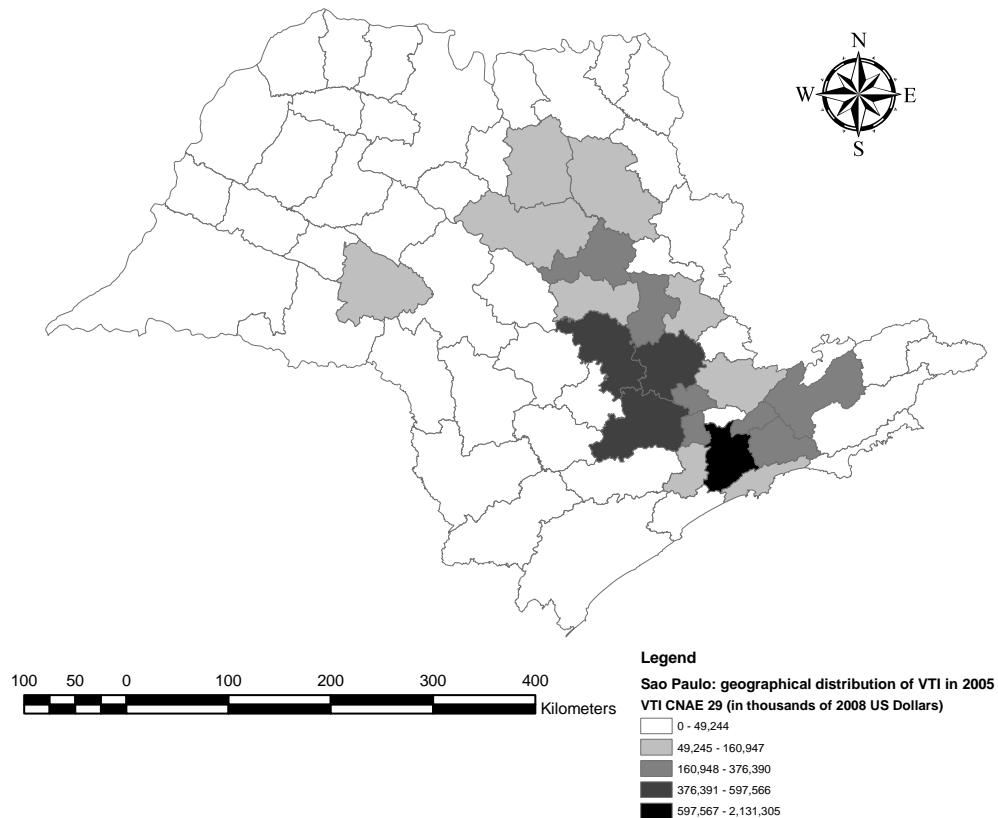 N
W E
S
100 50 0 100 200 300 400
Kilometers
Legend
Sao Paulo: geographical distribution of VTI in 2005
VTI CNAE 29 (in thousands of 2008 US Dollars)
0 - 49,244
49,245 - 160,947
160,948 - 376,390
376,391 - 597,566
597,567 - 2,131,305